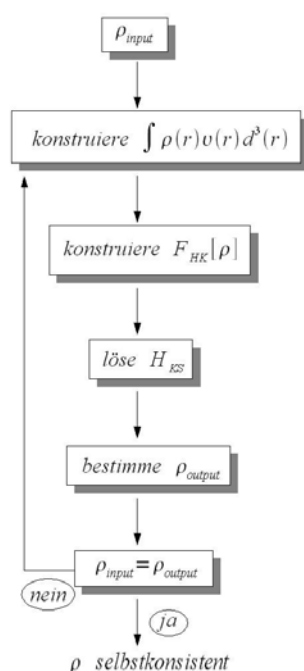 ρ_input
konstruiere ∫ ρ(r)υ(r)d³(r)
konstruiere F_HK[ρ]
löse H_KS
bestimme ρ_output
ρ_input = ρ_output
nein
ja
ρ selbstkonsistent